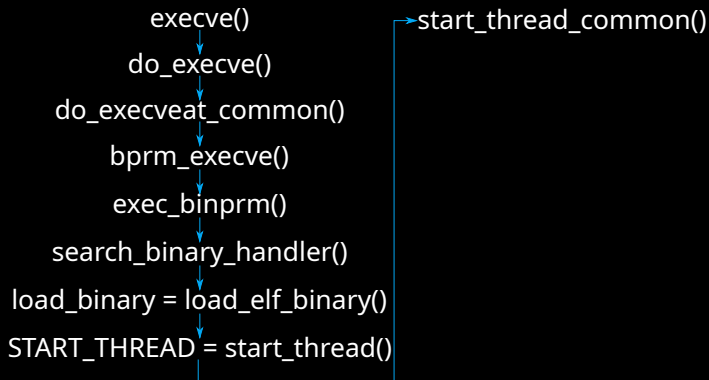 execve()
do_execve()
do_execveat_common()
bprm_execve()
exec_binprm()
search_binary_handler()
load_binary = load_elf_binary()
START_THREAD = start_thread()
start_thread_common()